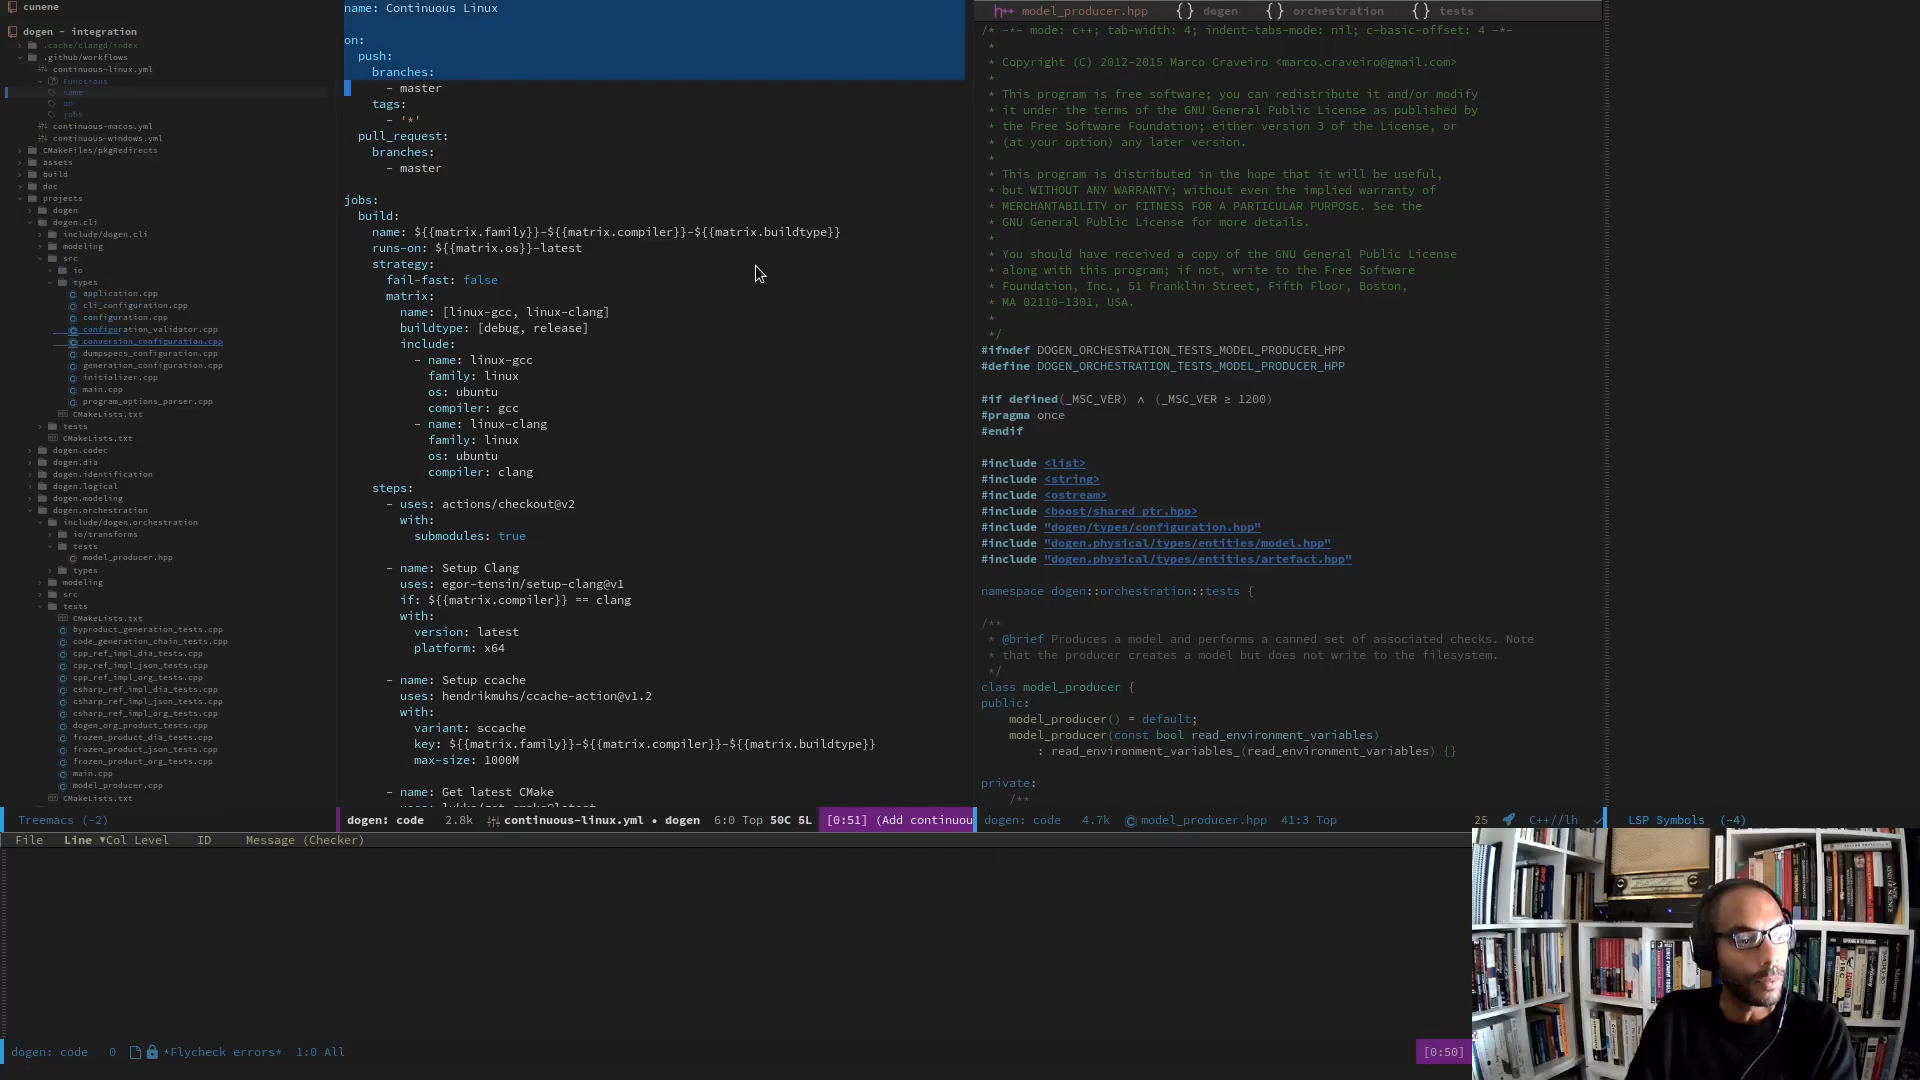 cunene
dogen - integration
.cache/clangd/index
.github/workflows
continuous-linux.yml
Functions
name
on
jobs
continuous-macos.yml
continuous-windows.yml
CMakeFiles/pkgRedirects
assets
build
doc
projects
dogen
dogen.cli
include/dogen.cli
modeling
src
io
types
application.cpp
cli_configuration.cpp
configuration.cpp
configuration_validator.cpp
conversion_configuration.cpp
dumpspecs_configuration.cpp
generation_configuration.cpp
initializer.cpp
main.cpp
program_options_parser.cpp
CMakeLists.txt
tests
CMakeLists.txt
dogen.codec
dogen.dia
dogen.identification
dogen.logical
dogen.modeling
dogen.orchestration
include/dogen.orchestration
io/transforms
tests
model_producer.hpp
types
modeling
src
tests
CMakeLists.txt
byproduct_generation_tests.cpp
code_generation_chain_tests.cpp
cpp_ref_impl_dia_tests.cpp
cpp_ref_impl_json_tests.cpp
cpp_ref_impl_org_tests.cpp
csharp_ref_impl_dia_tests.cpp
csharp_ref_impl_json_tests.cpp
csharp_ref_impl_org_tests.cpp
dogen_org_product_tests.cpp
frozen_product_dia_tests.cpp
frozen_product_json_tests.cpp
frozen_product_org_tests.cpp
main.cpp
model_producer.cpp
CMakeLists.txt
Treemacs (-2)
name: Continuous Linux
on:
push:
branches:
- master
tags:
- '*'
pull_request:
branches:
- master
jobs:
build:
name: ${{matrix.family}}-${{matrix.compiler}}-${{matrix.buildtype}}
runs-on: ${{matrix.os}}-latest
strategy:
fail-fast: false
matrix:
name: [linux-gcc, linux-clang]
buildtype: [debug, release]
include:
- name: linux-gcc
family: linux
os: ubuntu
compiler: gcc
- name: linux-clang
family: linux
os: ubuntu
compiler: clang
steps:
- uses: actions/checkout@v2
with:
submodules: true
- name: Setup Clang
uses: egor-tensin/setup-clang@v1
if: ${{matrix.compiler}} == clang
with:
version: latest
platform: x64
- name: Setup ccache
uses: hendrikmuhs/ccache-action@v1.2
with:
variant: sccache
key: ${{matrix.family}}-${{matrix.compiler}}-${{matrix.buildtype}}
max-size: 1000M
- name: Get latest CMake
dogen: code 2.8k continuous-linux.yml • dogen 6:0 Top 50C 5L [0:51] (Add continuou
h++ model_producer.hpp {} dogen {} orchestration {} tests
/* -*- mode: c++; tab-width: 4; indent-tabs-mode: nil; c-basic-offset: 4 -*-
*
* Copyright (C) 2012-2015 Marco Craveiro <marco.craveiro@gmail.com>
*
* This program is free software; you can redistribute it and/or modify
* it under the terms of the GNU General Public License as published by
* the Free Software Foundation; either version 3 of the License, or
* (at your option) any later version.
*
* This program is distributed in the hope that it will be useful,
* but WITHOUT ANY WARRANTY; without even the implied warranty of
* MERCHANTABILITY or FITNESS FOR A PARTICULAR PURPOSE. See the
* GNU General Public License for more details.
*
* You should have received a copy of the GNU General Public License
* along with this program; if not, write to the Free Software
* Foundation, Inc., 51 Franklin Street, Fifth Floor, Boston,
* MA 02110-1301, USA.
*
*/
#ifndef DOGEN_ORCHESTRATION_TESTS_MODEL_PRODUCER_HPP
#define DOGEN_ORCHESTRATION_TESTS_MODEL_PRODUCER_HPP
#if defined(_MSC_VER) ∧ (_MSC_VER ≥ 1200)
#pragma once
#endif
#include <list>
#include <string>
#include <ostream>
#include <boost/shared_ptr.hpp>
#include "dogen/types/configuration.hpp"
#include "dogen.physical/types/entities/model.hpp"
#include "dogen.physical/types/entities/artefact.hpp"
namespace dogen::orchestration::tests {
/**
* @brief Produces a model and performs a canned set of associated checks. Note
* that the producer creates a model but does not write to the filesystem.
*/
class model_producer {
public:
model_producer() = default;
model_producer(const bool read_environment_variables)
: read_environment_variables_(read_environment_variables) {}
private:
/**
dogen: code 4.7k model_producer.hpp 41:3 Top 25 C++//lh
LSP Symbols (-4)
File Line ▼Col Level ID Message (Checker)
dogen: code 0 *Flycheck errors* 1:0 All [0:50]